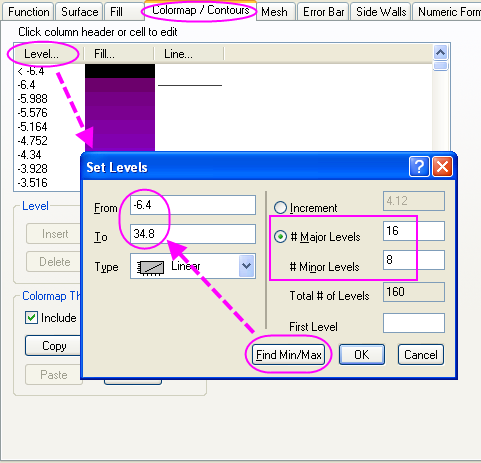 Function Surface Fill Colormap / Contours Mesh Error Bar Side Walls Numeric Form
Click column header or cell to edit
Level... Fill... Line...
< -6.4
-6.4
-5.988
-5.576
-5.164
-4.752
-4.34
-3.928
-3.516
Level
Insert
Delete
Colormap Th
Include
Copy
Paste
Set Levels
From -6.4
To 34.8
Type Linear
Increment 4.12
# Major Levels 16
# Minor Levels 8
Total # of Levels 160
First Level
Find Min/Max OK Cancel